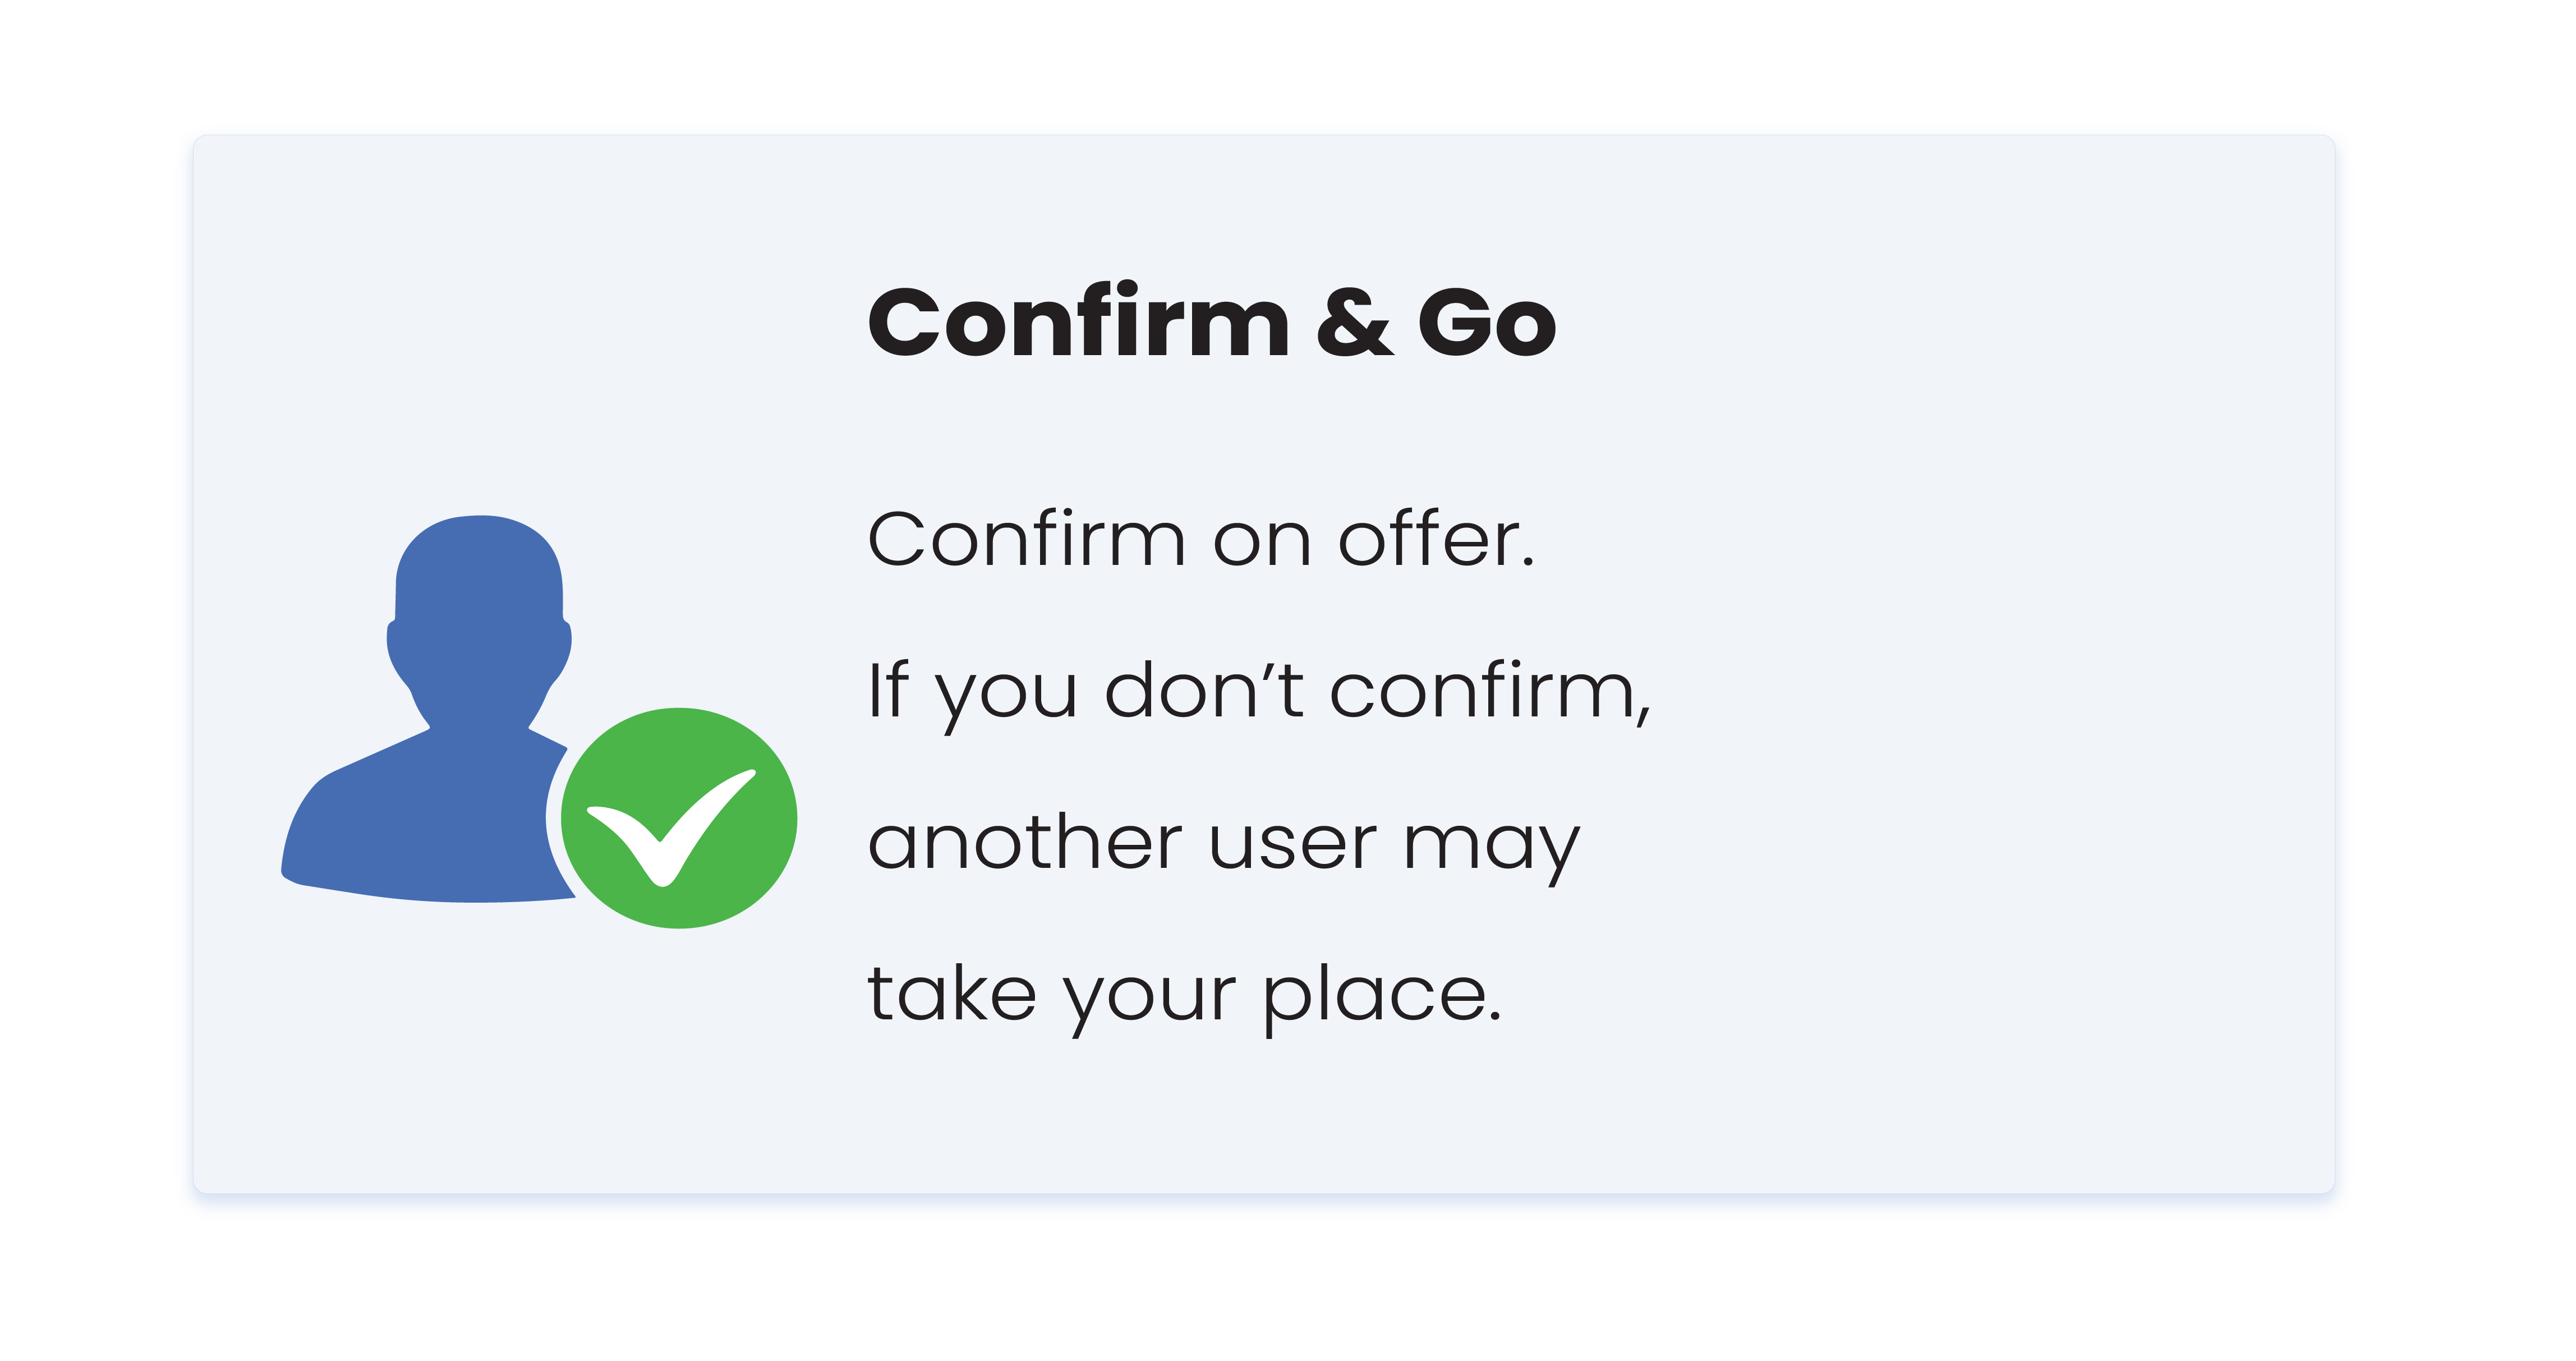 Confirm & Go
Confirm on offer.
If you don’t confirm,
another user may
take your place.